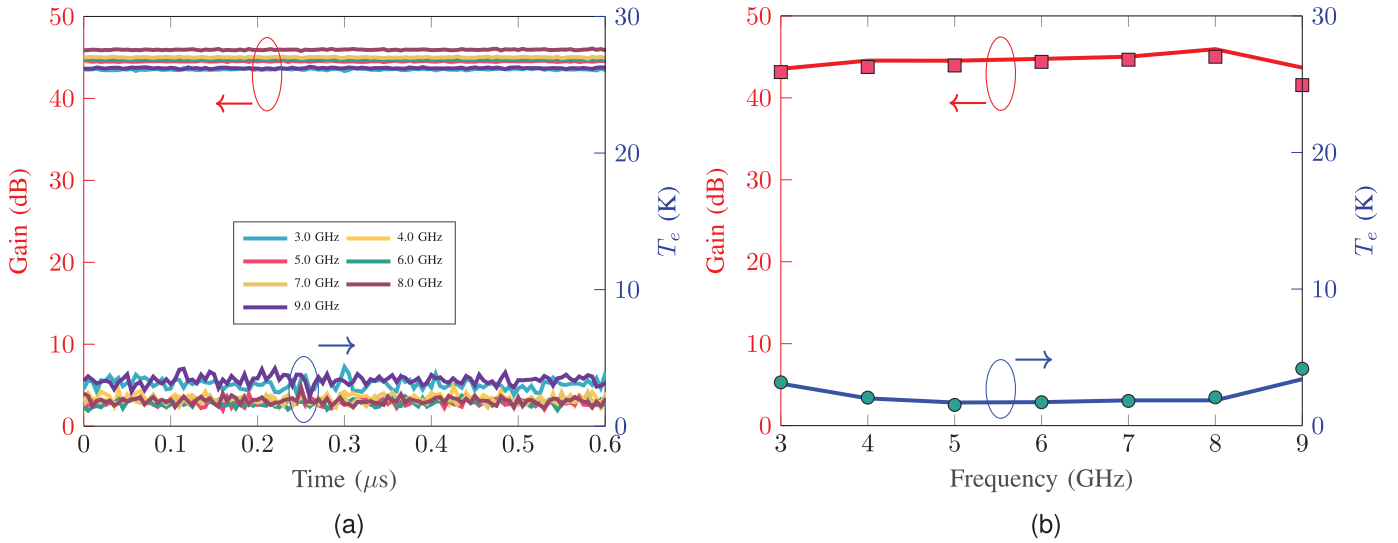 50
40
30
20
10
0
Gain (dB)
30
20
10
0
T_e (K)
3.0 GHz 4.0 GHz
5.0 GHz 6.0 GHz
7.0 GHz 8.0 GHz
9.0 GHz
0 0.1 0.2 0.3 0.4 0.5 0.6
Time (μs)
(a)
50
40
30
20
10
0
Gain (dB)
30
20
10
0
T_e (K)
3 4 5 6 7 8 9
Frequency (GHz)
(b)